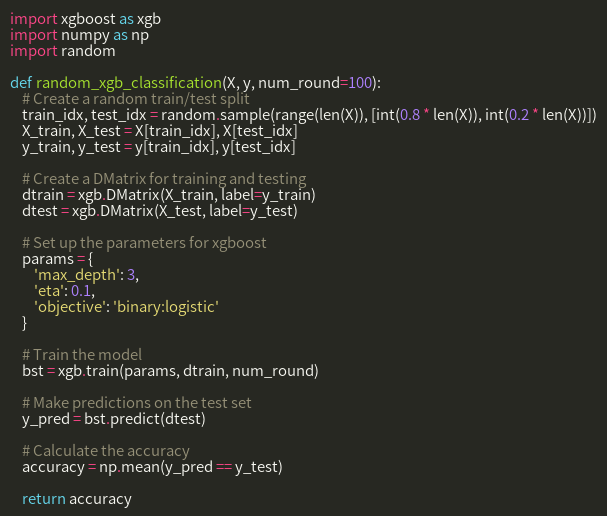 import xgboost as xgb
import numpy as np
import random

def random_xgb_classification(X, y, num_round=100):
    # Create a random train/test split
    train_idx, test_idx = random.sample(range(len(X)), [int(0.8 * len(X)), int(0.2 * len(X))])
    X_train, X_test = X[train_idx], X[test_idx]
    y_train, y_test = y[train_idx], y[test_idx]

    # Create a DMatrix for training and testing
    dtrain = xgb.DMatrix(X_train, label=y_train)
    dtest = xgb.DMatrix(X_test, label=y_test)

    # Set up the parameters for xgboost
    params = {
        'max_depth': 3,
        'eta': 0.1,
        'objective': 'binary:logistic'
    }

    # Train the model
    bst = xgb.train(params, dtrain, num_round)

    # Make predictions on the test set
    y_pred = bst.predict(dtest)

    # Calculate the accuracy
    accuracy = np.mean(y_pred == y_test)

    return accuracy